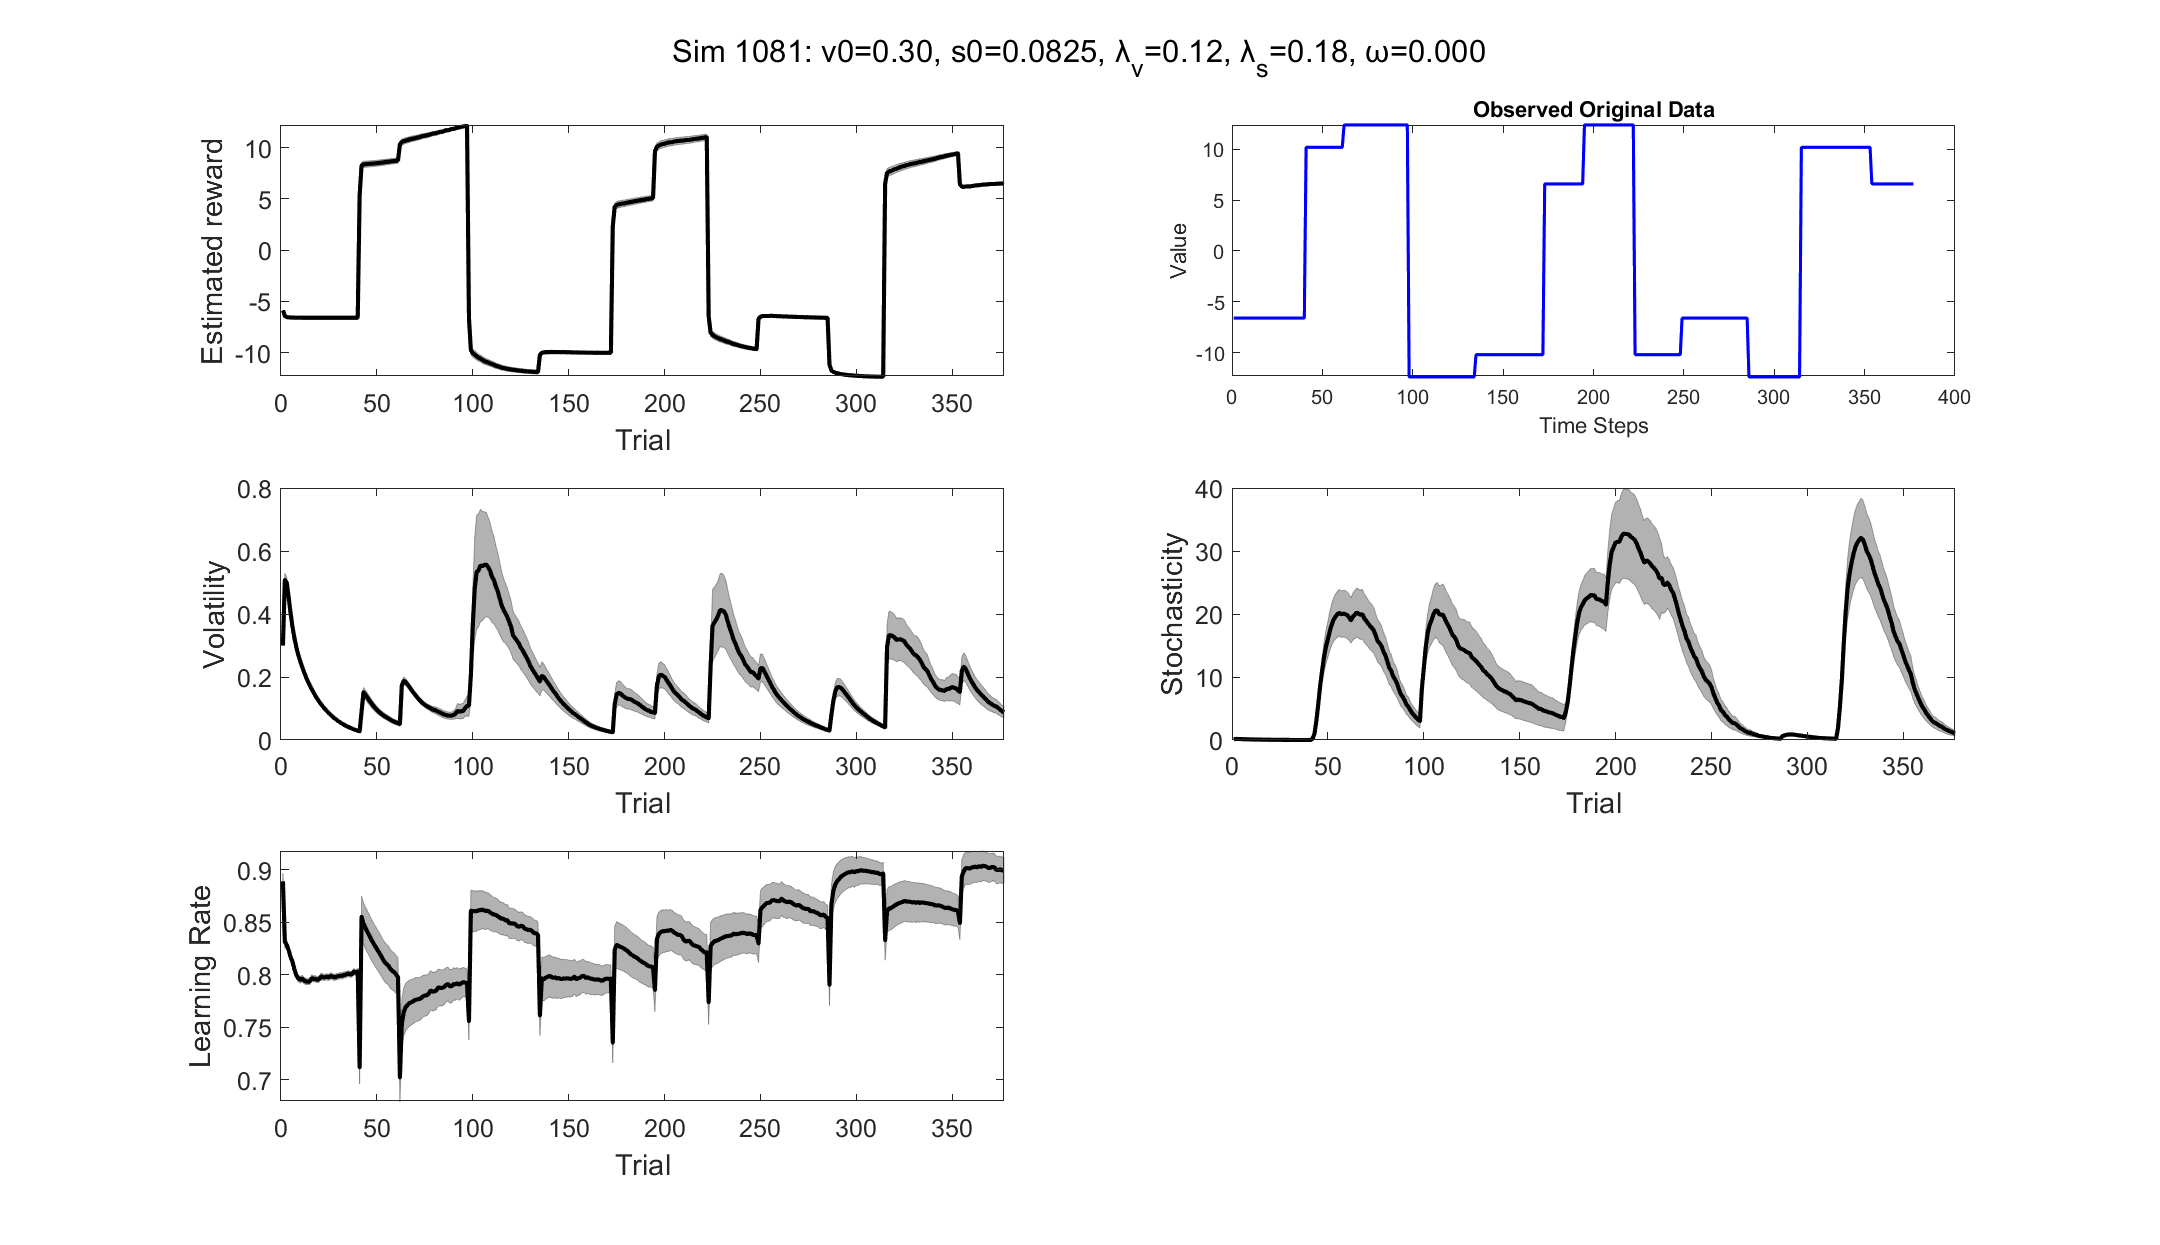 Sim 1081: v0=0.30, s0=0.0825, λv=0.12, λs=0.18, ω=0.000
Estimated reward
10
5
0
-5
-10
0 50 100 150 200 250 300 350
Trial
Observed Original Data
Value
10
5
0
-5
-10
0 50 100 150 200 250 300 350 400
Time Steps
Volatility
0.8
0.6
0.4
0.2
0
0 50 100 150 200 250 300 350
Trial
Stochasticity
40
30
20
10
0
0 50 100 150 200 250 300 350
Trial
Learning Rate
0.9
0.85
0.8
0.75
0.7
0 50 100 150 200 250 300 350
Trial